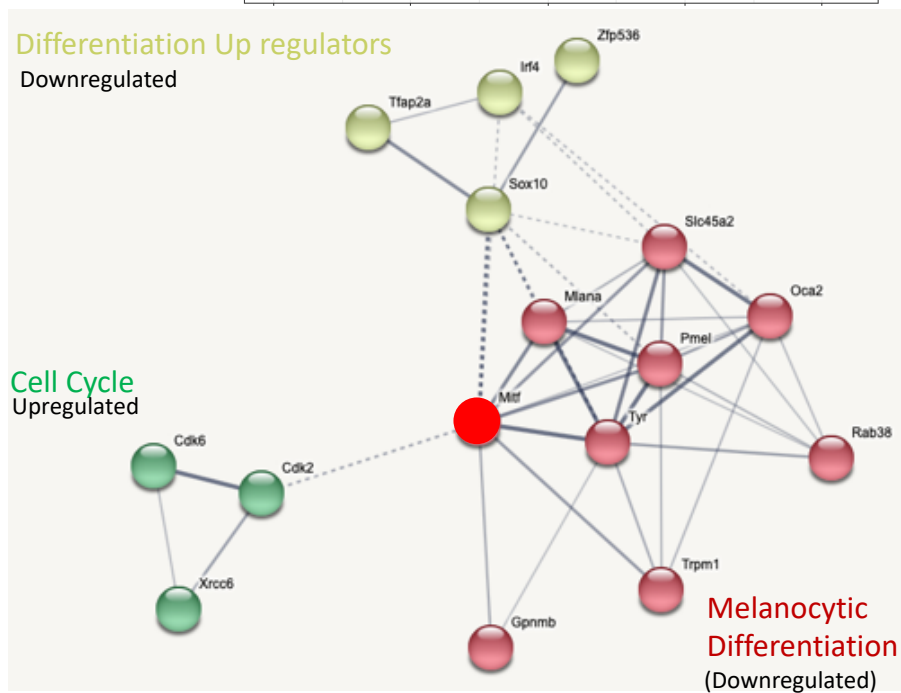 Differentiation Up regulators
Downregulated
Zfp536
Irf4
Tfap2a
Sox10
Slc45a2
Oca2
Mlana
Pmel
Cell Cycle
Upregulated
Mitf
Tyr
Rab38
Cdk6
Cdk2
Xrcc6
Trpm1
Gpnmb
Melanocytic
Differentiation
(Downregulated)